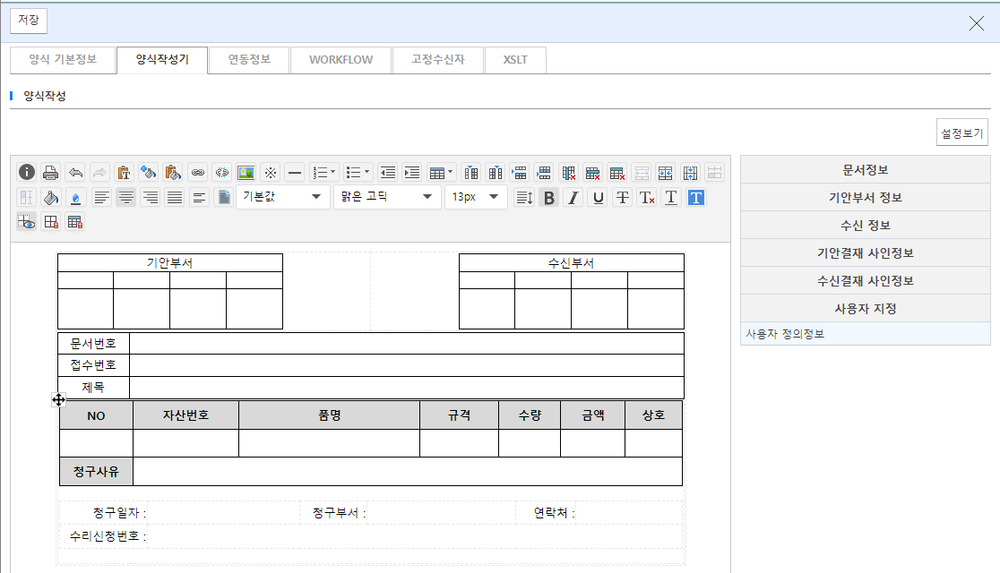 저장
양식 기본정보 양식작성기 연동정보 WORKFLOW 고정수신자 XSLT
양식작성
설정보기
기본값 맑은 고딕 13px
문서정보
기안부서 정보
수신 정보
기안결재 사인정보
수신결재 사인정보
사용자 지정
사용자 정의정보
기안부서 수신부서
문서번호
접수번호
제목
NO 자산번호 품명 규격 수량 금액 상호
청구사유
청구일자 : 청구부서 : 연락처 :
수리신청번호 :